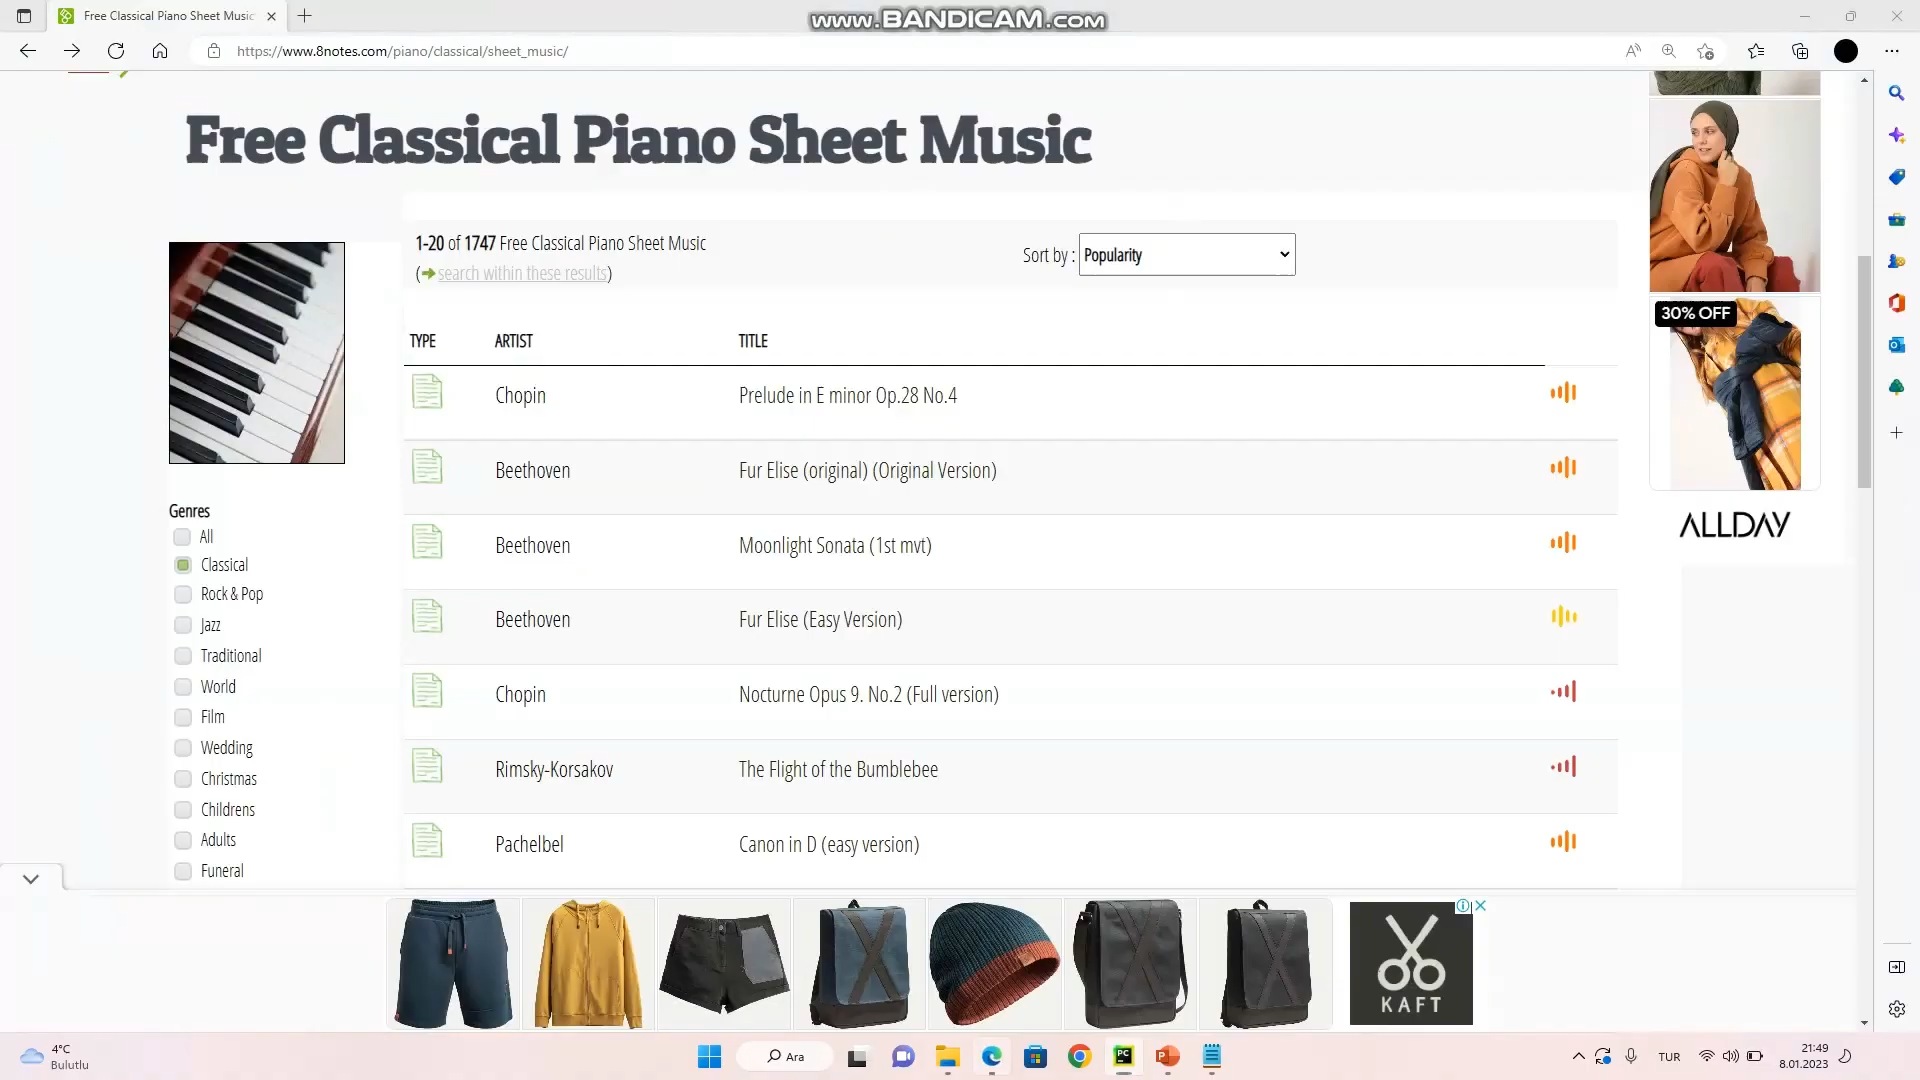 Free Classical Piano Sheet Music
www.BANDICAM.com
https://www.8notes.com/piano/classical/sheet_music/
Free Classical Piano Sheet Music
1-20 of 1747 Free Classical Piano Sheet Music
(search within these results)
Sort by : Popularity
TYPE ARTIST TITLE
Chopin Prelude in E minor Op.28 No.4
Beethoven Fur Elise (original) (Original Version)
Beethoven Moonlight Sonata (1st mvt)
Beethoven Fur Elise (Easy Version)
Chopin Nocturne Opus 9. No.2 (Full version)
Rimsky-Korsakov The Flight of the Bumblebee
Pachelbel Canon in D (easy version)
Genres
All
Classical
Rock & Pop
Jazz
Traditional
World
Film
Wedding
Christmas
Childrens
Adults
Funeral
30% OFF
ALLDAY
KAFT
4°C
Bulutlu
Ara
TUR
21:49
8.01.2023